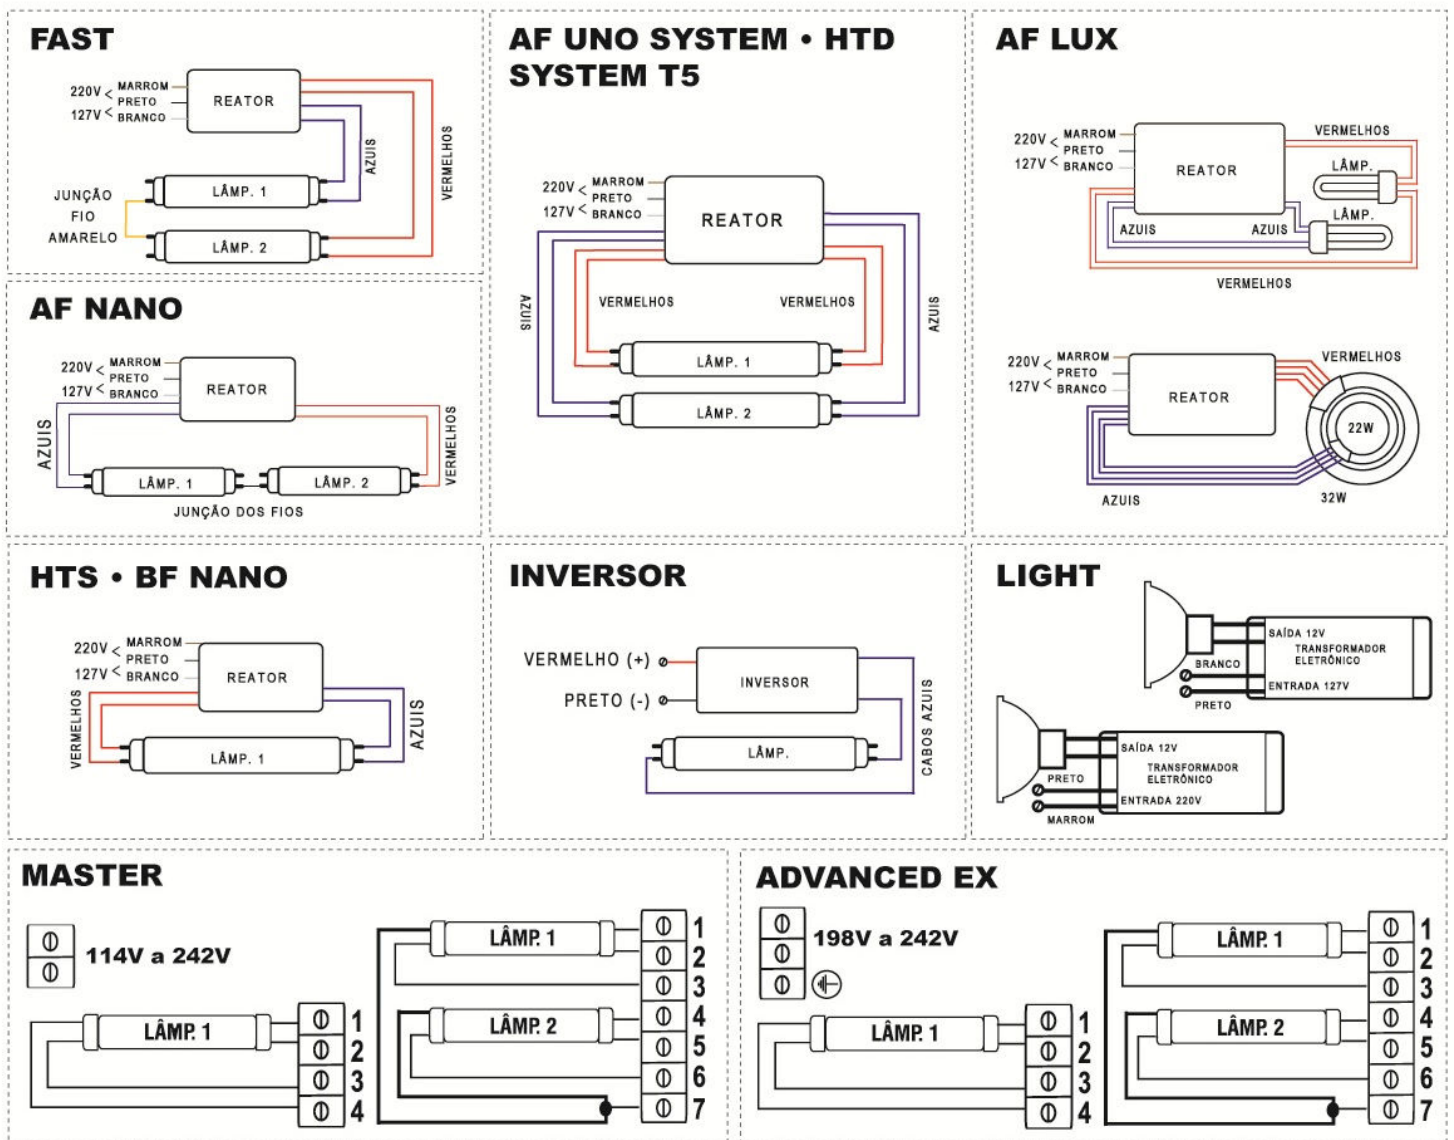 FAST
220V <
127V <
MARROM
PRETO
BRANCO
REATOR
AZUIS
VERMELHOS
JUNÇÃO
FIO
AMARELO
LÂMP. 1
LÂMP. 2
AF UNO SYSTEM • HTD
SYSTEM T5
220V <
127V <
MARROM
PRETO
BRANCO
REATOR
AZUIS
VERMELHOS
VERMELHOS
AZUIS
LÂMP. 1
LÂMP. 2
AF LUX
220V <
127V <
MARROM
PRETO
BRANCO
REATOR
VERMELHOS
LÂMP.
LÂMP.
AZUIS
AZUIS
VERMELHOS
220V <
127V <
MARROM
PRETO
BRANCO
REATOR
VERMELHOS
22W
32W
AZUIS
AF NANO
220V <
127V <
MARROM
PRETO
BRANCO
REATOR
AZUIS
VERMELHOS
LÂMP. 1
LÂMP. 2
JUNÇÃO DOS FIOS
HTS • BF NANO
220V <
127V <
MARROM
PRETO
BRANCO
REATOR
VERMELHOS
AZUIS
LÂMP. 1
INVERSOR
VERMELHO (+)
PRETO (-)
INVERSOR
LÂMP.
CABOS AZUIS
LIGHT
SAÍDA 12V
TRANSFORMADOR
ELETRÔNICO
BRANCO
ENTRADA 127V
PRETO
SAÍDA 12V
TRANSFORMADOR
ELETRÔNICO
PRETO
ENTRADA 220V
MARROM
MASTER
114V a 242V
LÂMP. 1
1
2
3
4
LÂMP. 1
LÂMP. 2
1
2
3
4
5
6
7
ADVANCED EX
198V a 242V
LÂMP. 1
1
2
3
4
LÂMP. 1
LÂMP. 2
1
2
3
4
5
6
7